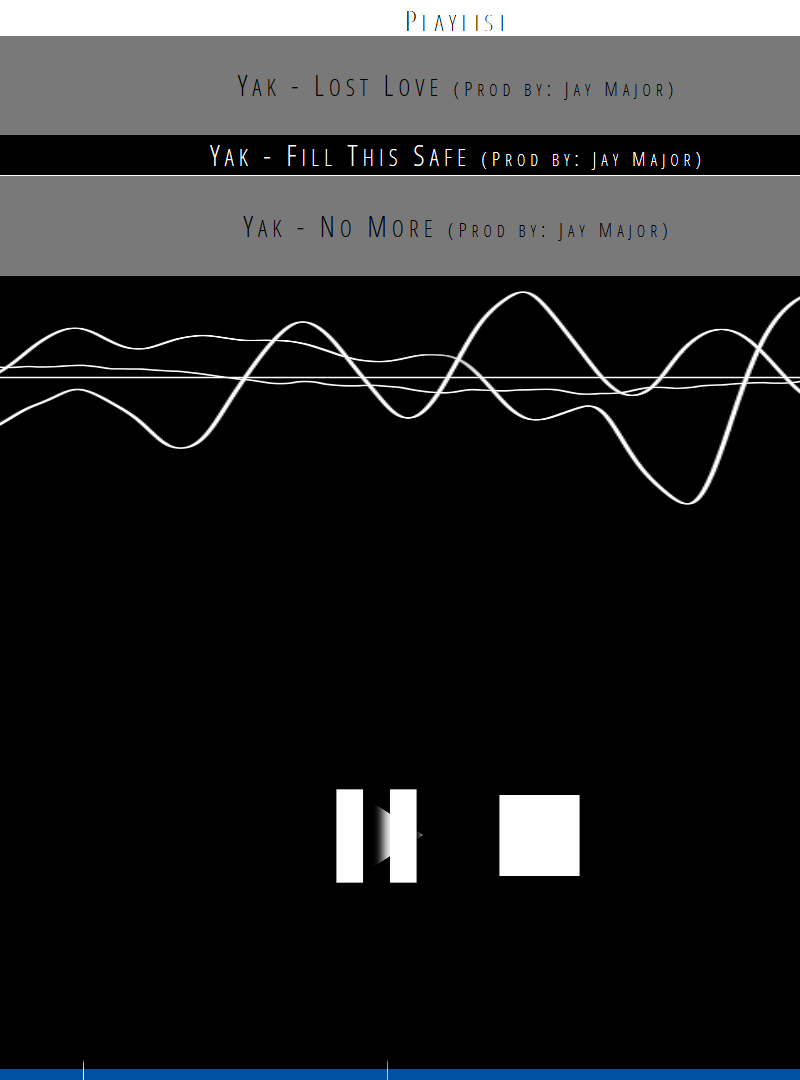 Playlist
Yak - Lost Love (Prod by: Jay Major)
Yak - Fill This Safe (Prod by: Jay Major)
Yak - No More (Prod by: Jay Major)